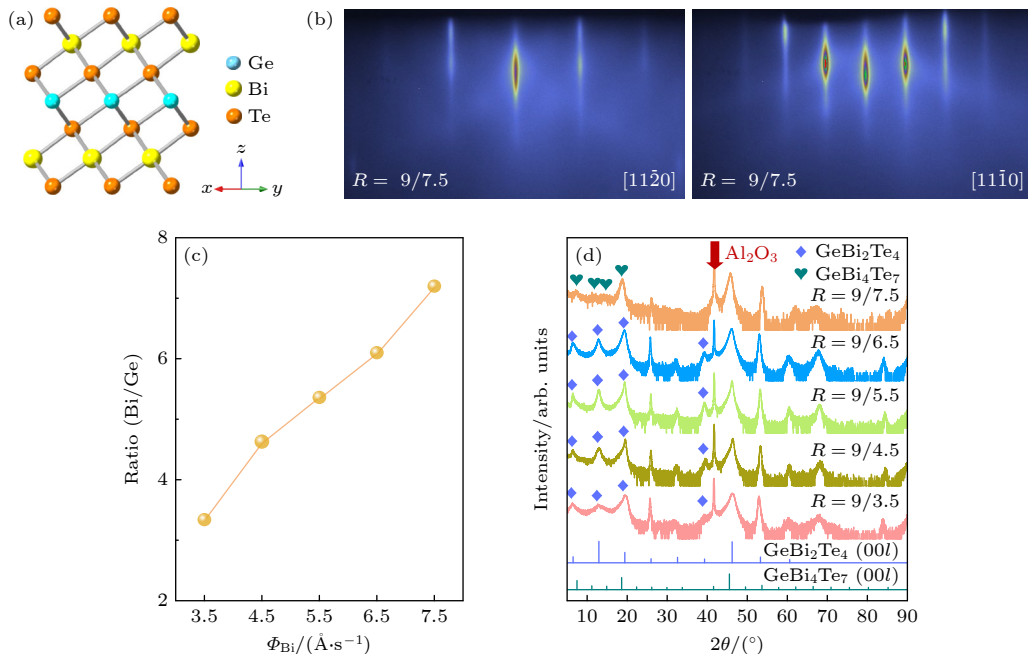 (a)
Ge
Bi
Te
z
x
y
(b)
R = 9/7.5
[112̄0]
R = 9/7.5
[111̄0]
(c)
Ratio (Bi/Ge)
8
6
4
2
3.5 4.5 5.5 6.5 7.5
Φ_Bi/(Å·s⁻¹)
(d)
Al₂O₃
GeBi₂Te₄
GeBi₄Te₇
R = 9/7.5
R = 9/6.5
R = 9/5.5
R = 9/4.5
R = 9/3.5
GeBi₂Te₄ (00l)
GeBi₄Te₇ (00l)
Intensity/arb. units
10 20 30 40 50 60 70 80 90
2θ/(°)